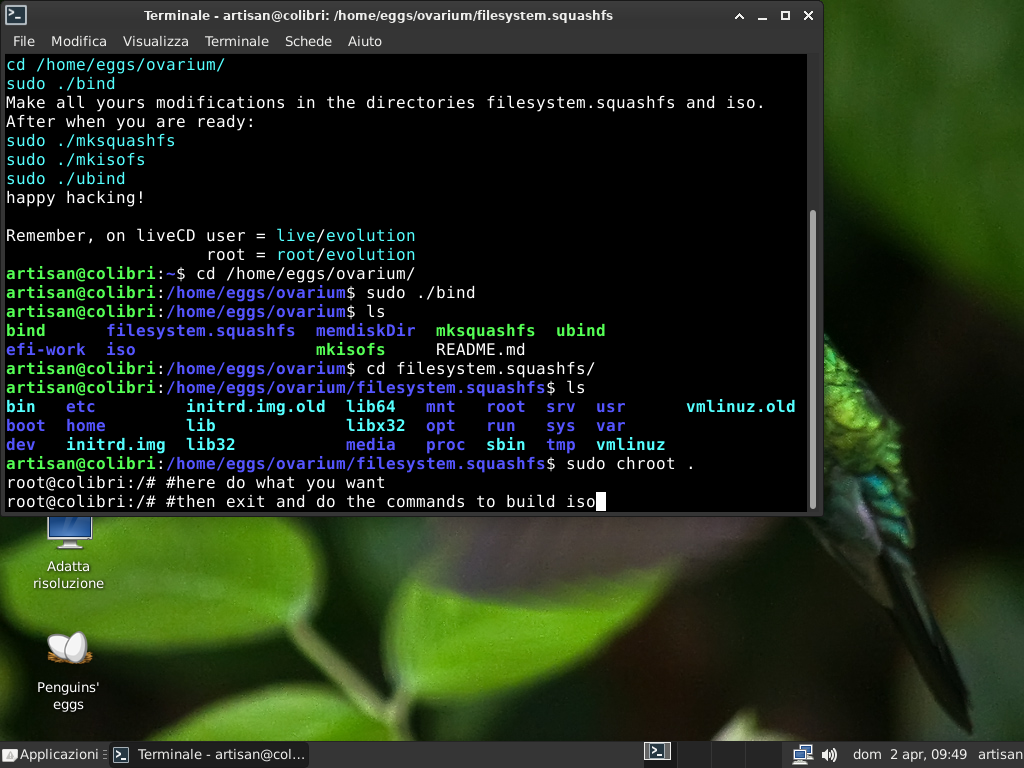 Terminale - artisan@colibri: /home/eggs/ovarium/filesystem.squashfs
File Modifica Visualizza Terminale Schede Aiuto
cd /home/eggs/ovarium/
sudo ./bind
Make all yours modifications in the directories filesystem.squashfs and iso.
After when you are ready:
sudo ./mksquashfs
sudo ./mkisofs
sudo ./ubind
happy hacking!
Remember, on liveCD user = live/evolution
root = root/evolution
artisan@colibri:~$ cd /home/eggs/ovarium/
artisan@colibri:/home/eggs/ovarium$ sudo ./bind
artisan@colibri:/home/eggs/ovarium$ ls
bind filesystem.squashfs memdiskDir mksquashfs ubind
efi-work iso mkisofs README.md
artisan@colibri:/home/eggs/ovarium$ cd filesystem.squashfs/
artisan@colibri:/home/eggs/ovarium/filesystem.squashfs$ ls
bin etc initrd.img.old lib64 mnt root srv usr vmlinuz.old
boot home lib libx32 opt run sys var
dev initrd.img lib32 media proc sbin tmp vmlinuz
artisan@colibri:/home/eggs/ovarium/filesystem.squashfs$ sudo chroot .
root@colibri:/# #here do what you want
root@colibri:/# #then exit and do the commands to build iso
Adatta
risoluzione
Penguins'
eggs
Applicazioni Terminale - artisan@col... dom 2 apr, 09:49 artisan